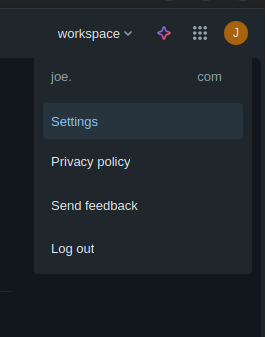 workspace
J
joe. com
Settings
Privacy policy
Send feedback
Log out